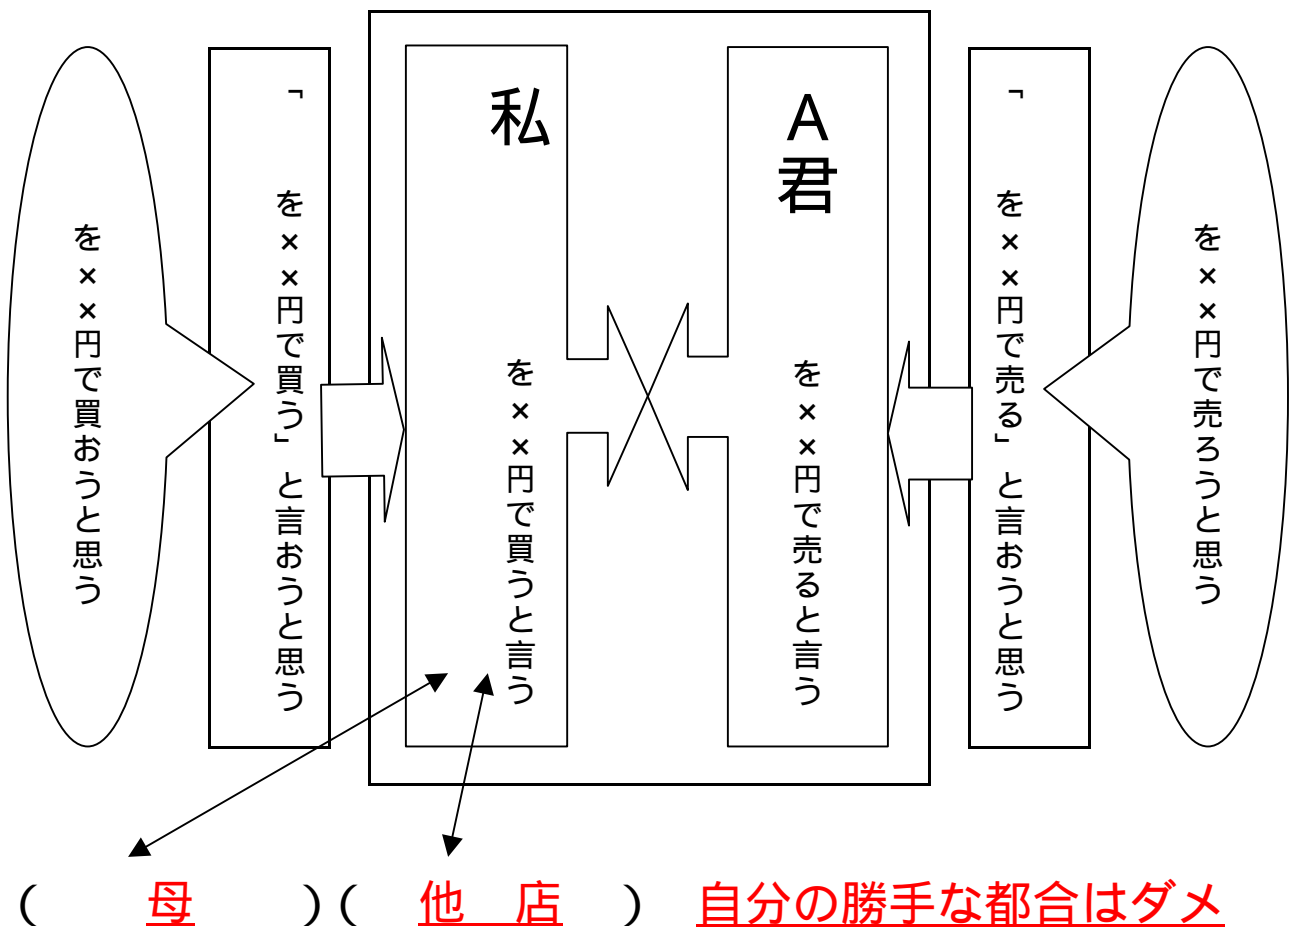 を××円で売ろうと思う
「　　を××円で売る」と言おうと思う
A君
を××円で売ると言う
私
を××円で買うと言う
「　　を××円で買う」と言おうと思う
を××円で買おうと思う
(　母　)(　他　店　)　自分の勝手な都合はダメ